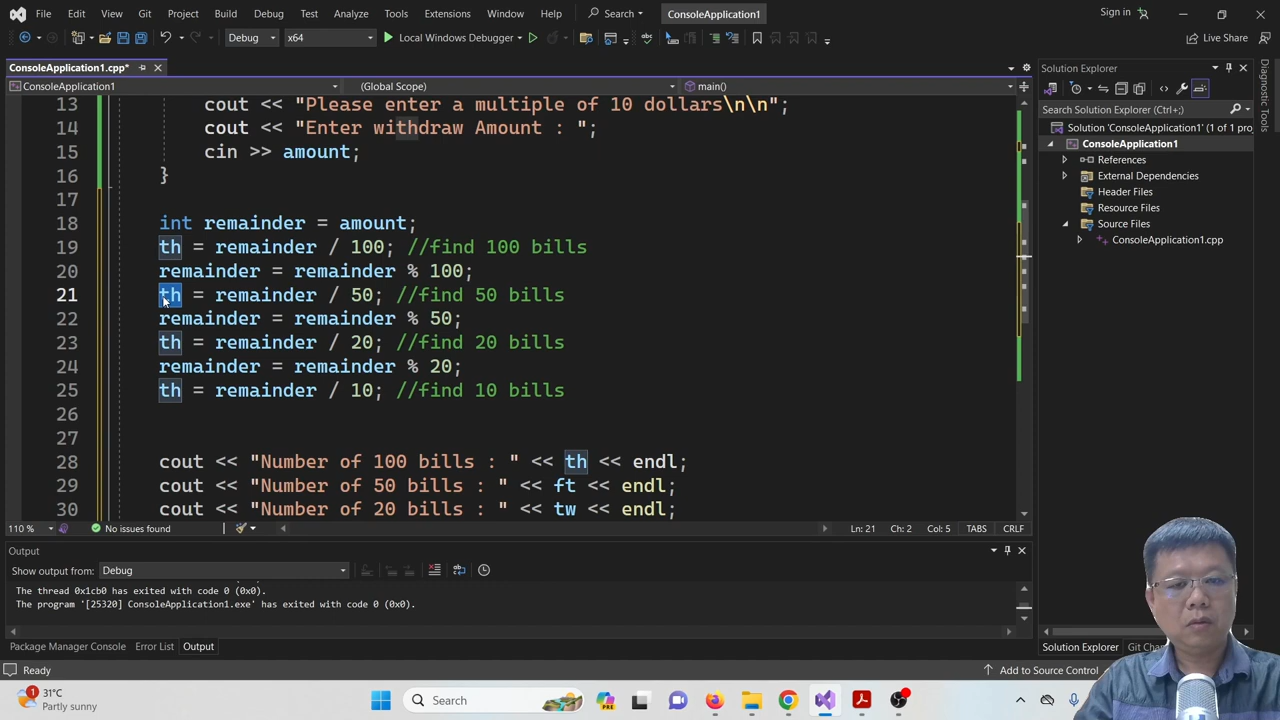 File Edit View Git Project Build Debug Test Analyze Tools Extensions Window Help Search ConsoleApplication1 Sign in
Debug x64 Local Windows Debugger Live Share
ConsoleApplication1.cpp*
ConsoleApplication1 (Global Scope) main()
13 cout << "Please enter a multiple of 10 dollars\n\n";
14 cout << "Enter withdraw Amount : ";
15 cin >> amount;
16 }
17
18 int remainder = amount;
19 th = remainder / 100; //find 100 bills
20 remainder = remainder % 100;
21 th = remainder / 50; //find 50 bills
22 remainder = remainder % 50;
23 th = remainder / 20; //find 20 bills
24 remainder = remainder % 20;
25 th = remainder / 10; //find 10 bills
26
27
28 cout << "Number of 100 bills : " << th << endl;
29 cout << "Number of 50 bills : " << ft << endl;
30 cout << "Number of 20 bills : " << tw << endl;
110 % No issues found Ln: 21 Ch: 2 Col: 5 TABS CRLF
Output
Show output from: Debug
The thread 0x1cb0 has exited with code 0 (0x0).
The program '[25320] ConsoleApplication1.exe' has exited with code 0 (0x0).
Package Manager Console Error List Output
Ready
Solution Explorer
Search Solution Explorer (Ctrl+;)
Solution 'ConsoleApplication1' (1 of 1 proj
ConsoleApplication1
References
External Dependencies
Header Files
Resource Files
Source Files
ConsoleApplication1.cpp
Solution Explorer Git Chan
Add to Source Control
Diagnostic Tools
1 31°C
Partly sunny
Search
PRE